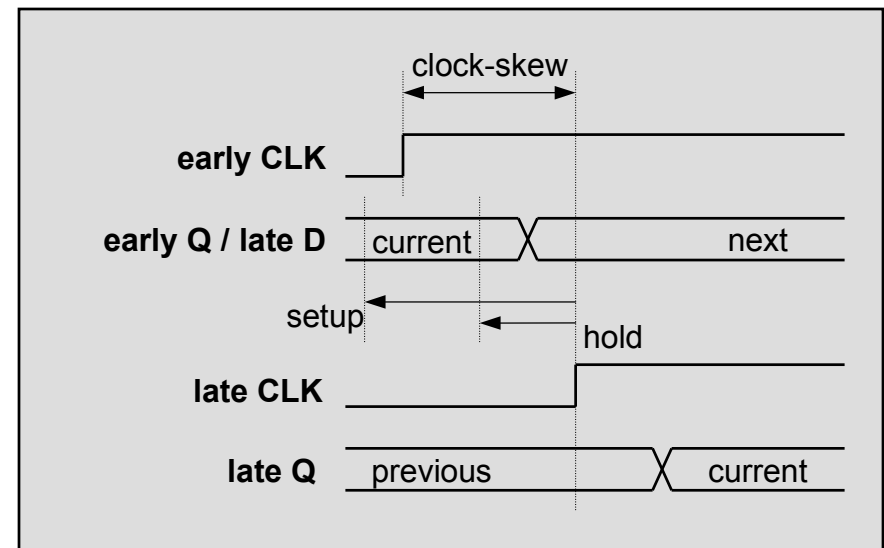 clock-skew
early CLK
early Q / late D current next
setup
hold
late CLK
late Q previous current